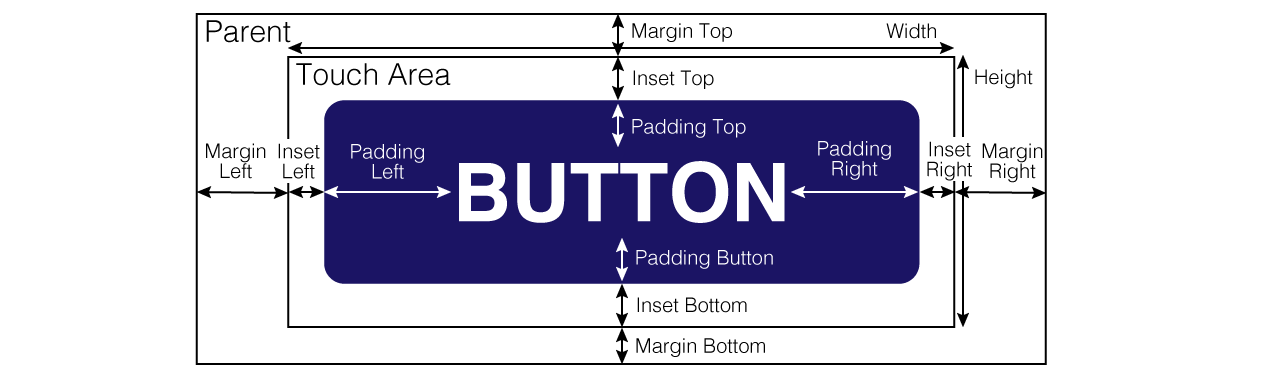 Parent
Margin Top
Width
Touch Area
Inset Top
Height
Padding Top
Margin
Left
Inset
Left
Padding
Left
BUTTON
Padding
Right
Inset
Right
Margin
Right
Padding Button
Inset Bottom
Margin Bottom